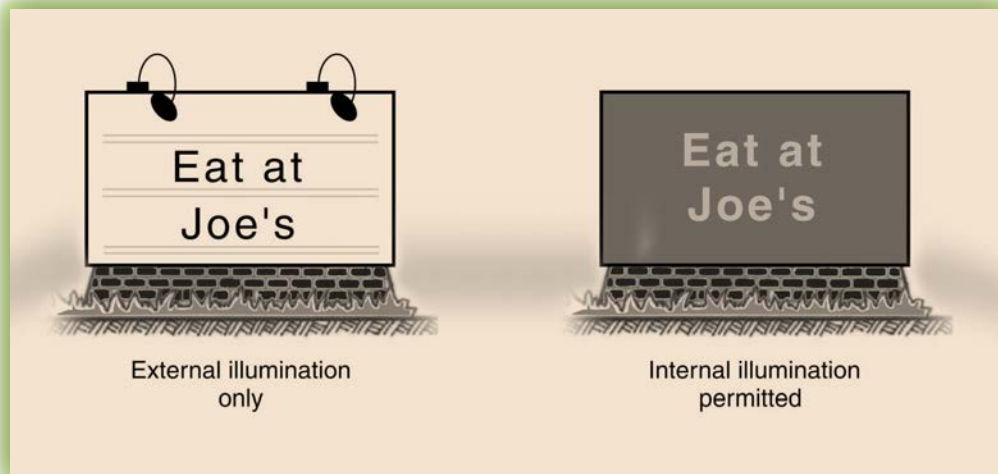 Eat at
Joe's
External illumination
only
Eat at
Joe's
Internal illumination
permitted